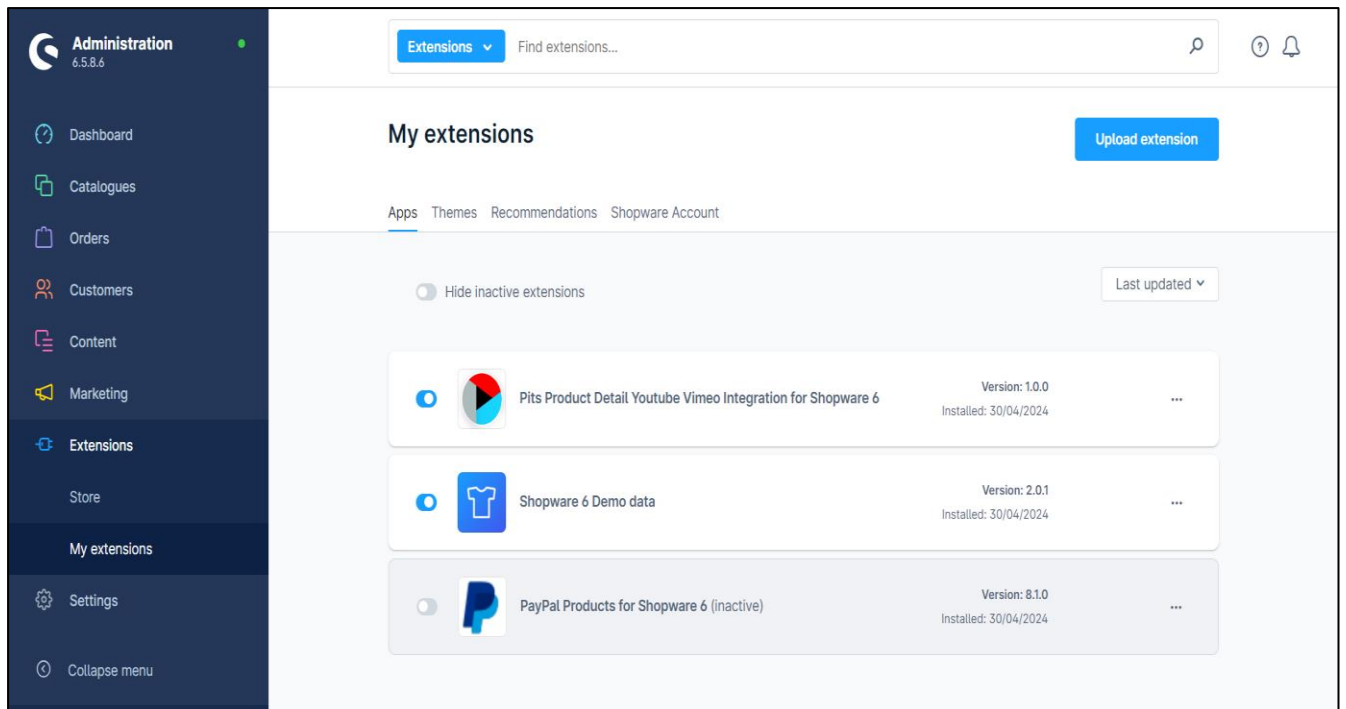 Administration
6.5.8.6
Dashboard
Catalogues
Orders
Customers
Content
Marketing
Extensions
Store
My extensions
Settings
Collapse menu
Extensions Find extensions...
My extensions
Upload extension
Apps Themes Recommendations Shopware Account
Hide inactive extensions
Last updated
Pits Product Detail Youtube Vimeo Integration for Shopware 6
Version: 1.0.0
Installed: 30/04/2024
Shopware 6 Demo data
Version: 2.0.1
Installed: 30/04/2024
PayPal Products for Shopware 6 (inactive)
Version: 8.1.0
Installed: 30/04/2024